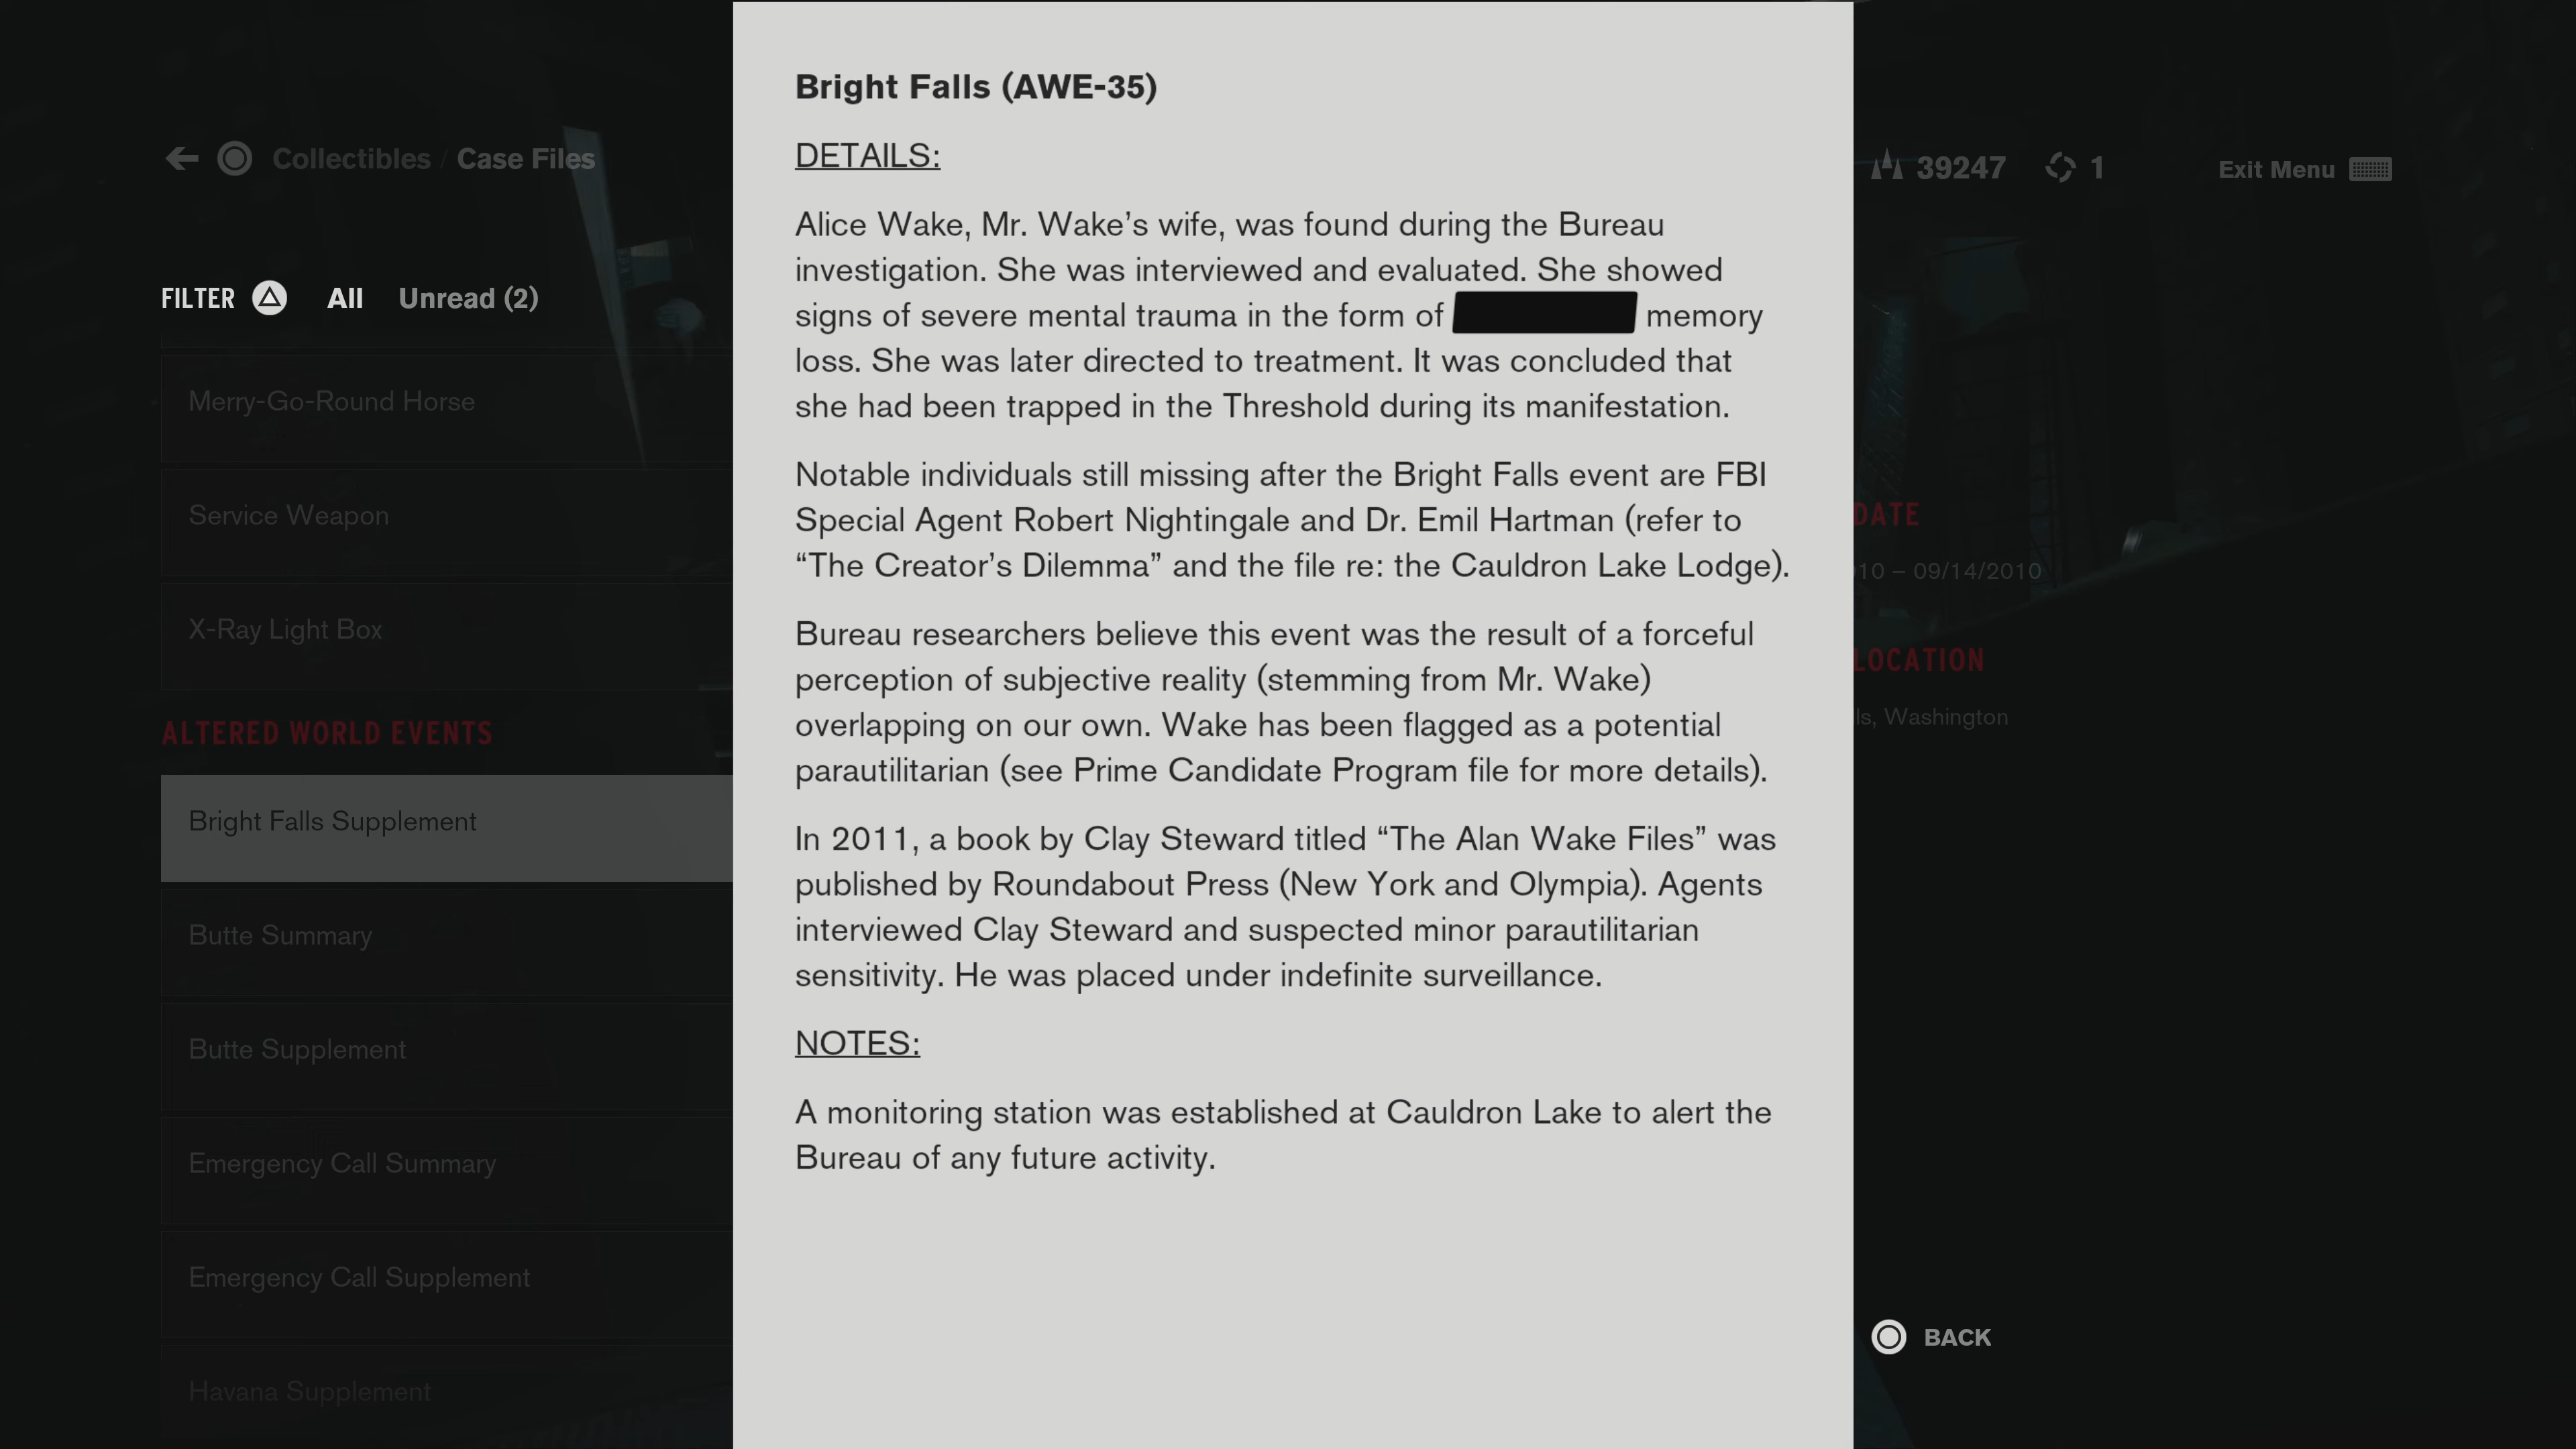 Collectibles / Case Files
FILTER All Unread (2)
Merry-Go-Round Horse
Service Weapon
X-Ray Light Box
ALTERED WORLD EVENTS
Bright Falls Supplement
Butte Summary
Butte Supplement
Emergency Call Summary
Emergency Call Supplement
Havana Supplement
Bright Falls (AWE-35)
DETAILS:
Alice Wake, Mr. Wake’s wife, was found during the Bureau
investigation. She was interviewed and evaluated. She showed
signs of severe mental trauma in the form of memory
loss. She was later directed to treatment. It was concluded that
she had been trapped in the Threshold during its manifestation.
Notable individuals still missing after the Bright Falls event are FBI
Special Agent Robert Nightingale and Dr. Emil Hartman (refer to
“The Creator’s Dilemma” and the file re: the Cauldron Lake Lodge).
Bureau researchers believe this event was the result of a forceful
perception of subjective reality (stemming from Mr. Wake)
overlapping on our own. Wake has been flagged as a potential
parautilitarian (see Prime Candidate Program file for more details).
In 2011, a book by Clay Steward titled “The Alan Wake Files” was
published by Roundabout Press (New York and Olympia). Agents
interviewed Clay Steward and suspected minor parautilitarian
sensitivity. He was placed under indefinite surveillance.
NOTES:
A monitoring station was established at Cauldron Lake to alert the
Bureau of any future activity.
39247 1 Exit Menu
DATE
10 – 09/14/2010
LOCATION
ls, Washington
BACK